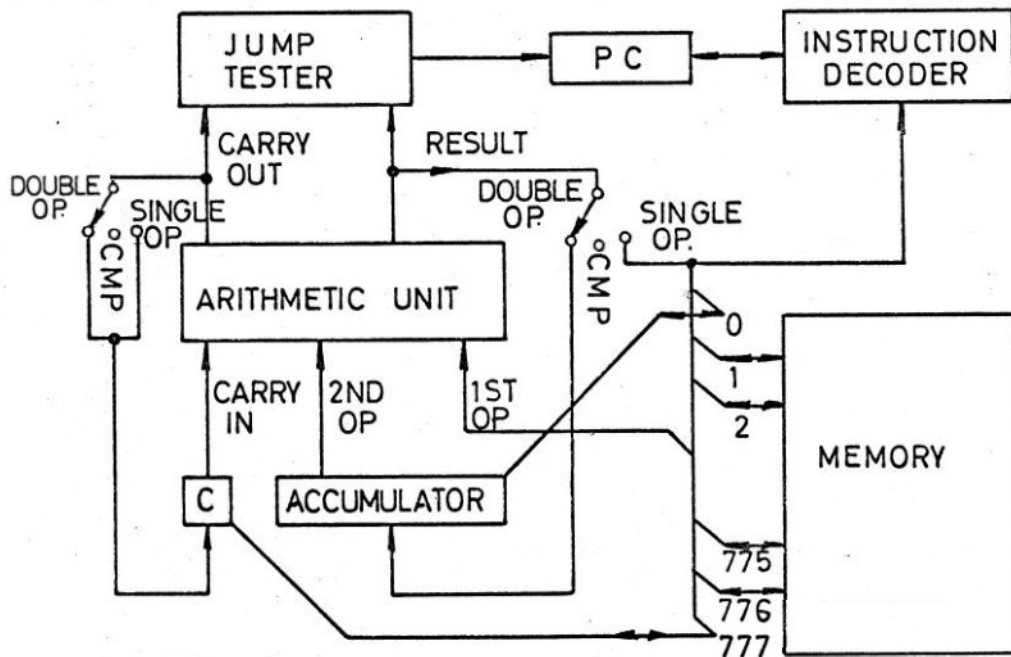 JUMP
TESTER
PC
INSTRUCTION
DECODER
CARRY
OUT
RESULT
DOUBLE
OP.
SINGLE
OP
CMP
DOUBLE
OP.
SINGLE
OP.
CMP
ARITHMETIC UNIT
0
1
2
CARRY
IN
2ND
OP
1ST
OP
MEMORY
C
ACCUMULATOR
775
776
777